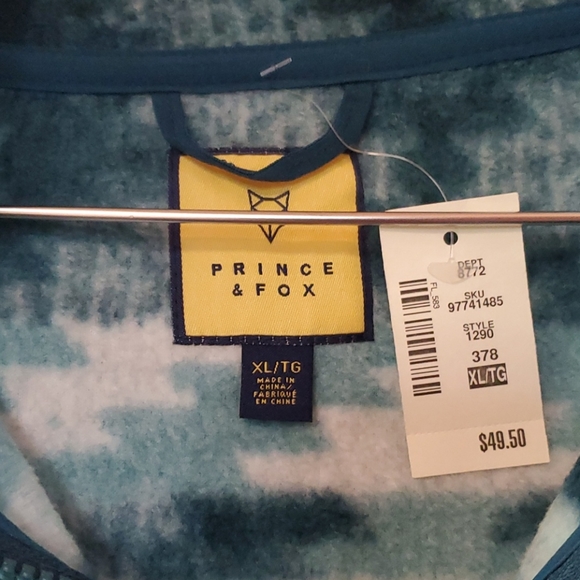 PRINCE
& FOX
XL/TG
MADE IN
CHINA/
FABRIQUÉ
EN CHINE
DEPT
8772
FL_583
SKU
97741485
STYLE
1290
378
XL/TG
$49.50